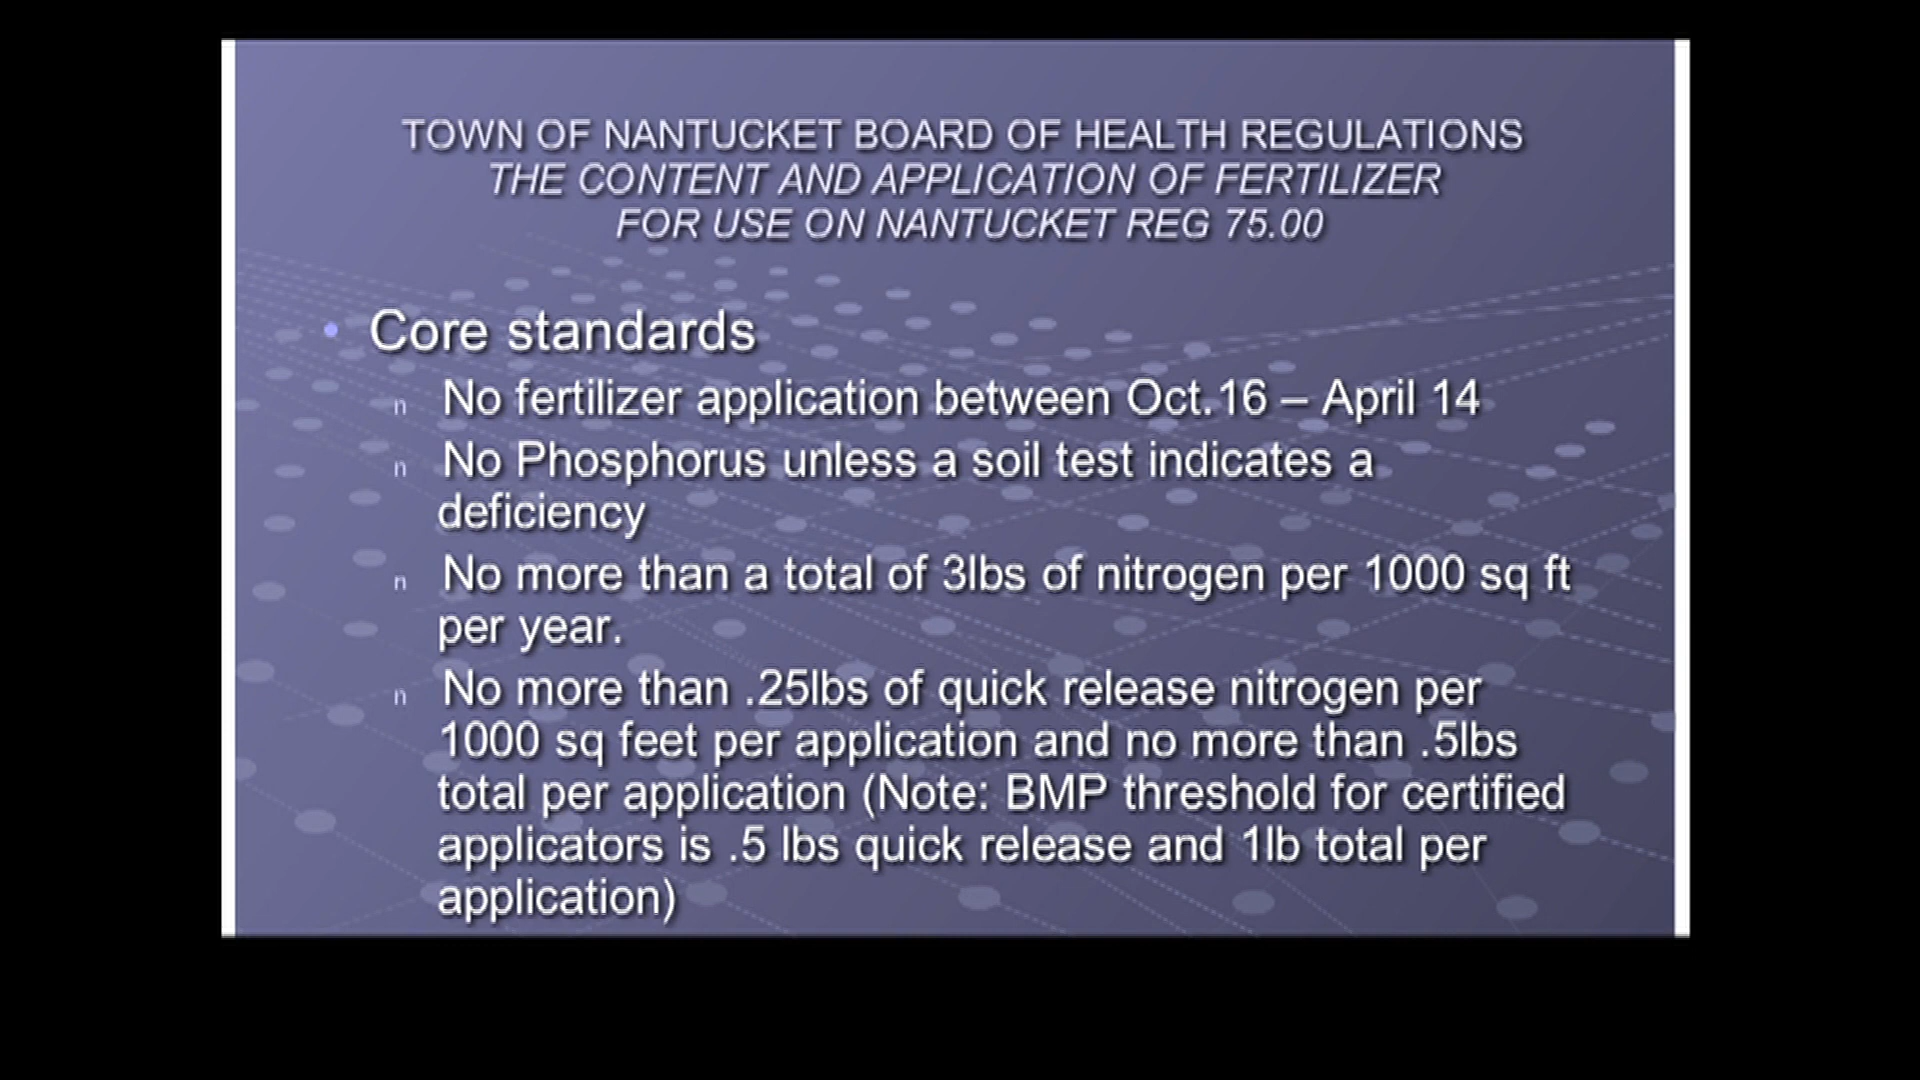 TOWN OF NANTUCKET BOARD OF HEALTH REGULATIONS
THE CONTENT AND APPLICATION OF FERTILIZER
FOR USE ON NANTUCKET REG 75.00
• Core standards
n No fertilizer application between Oct.16 – April 14
n No Phosphorus unless a soil test indicates a
deficiency
n No more than a total of 3lbs of nitrogen per 1000 sq ft
per year.
n No more than .25lbs of quick release nitrogen per
1000 sq feet per application and no more than .5lbs
total per application (Note: BMP threshold for certified
applicators is .5 lbs quick release and 1lb total per
application)